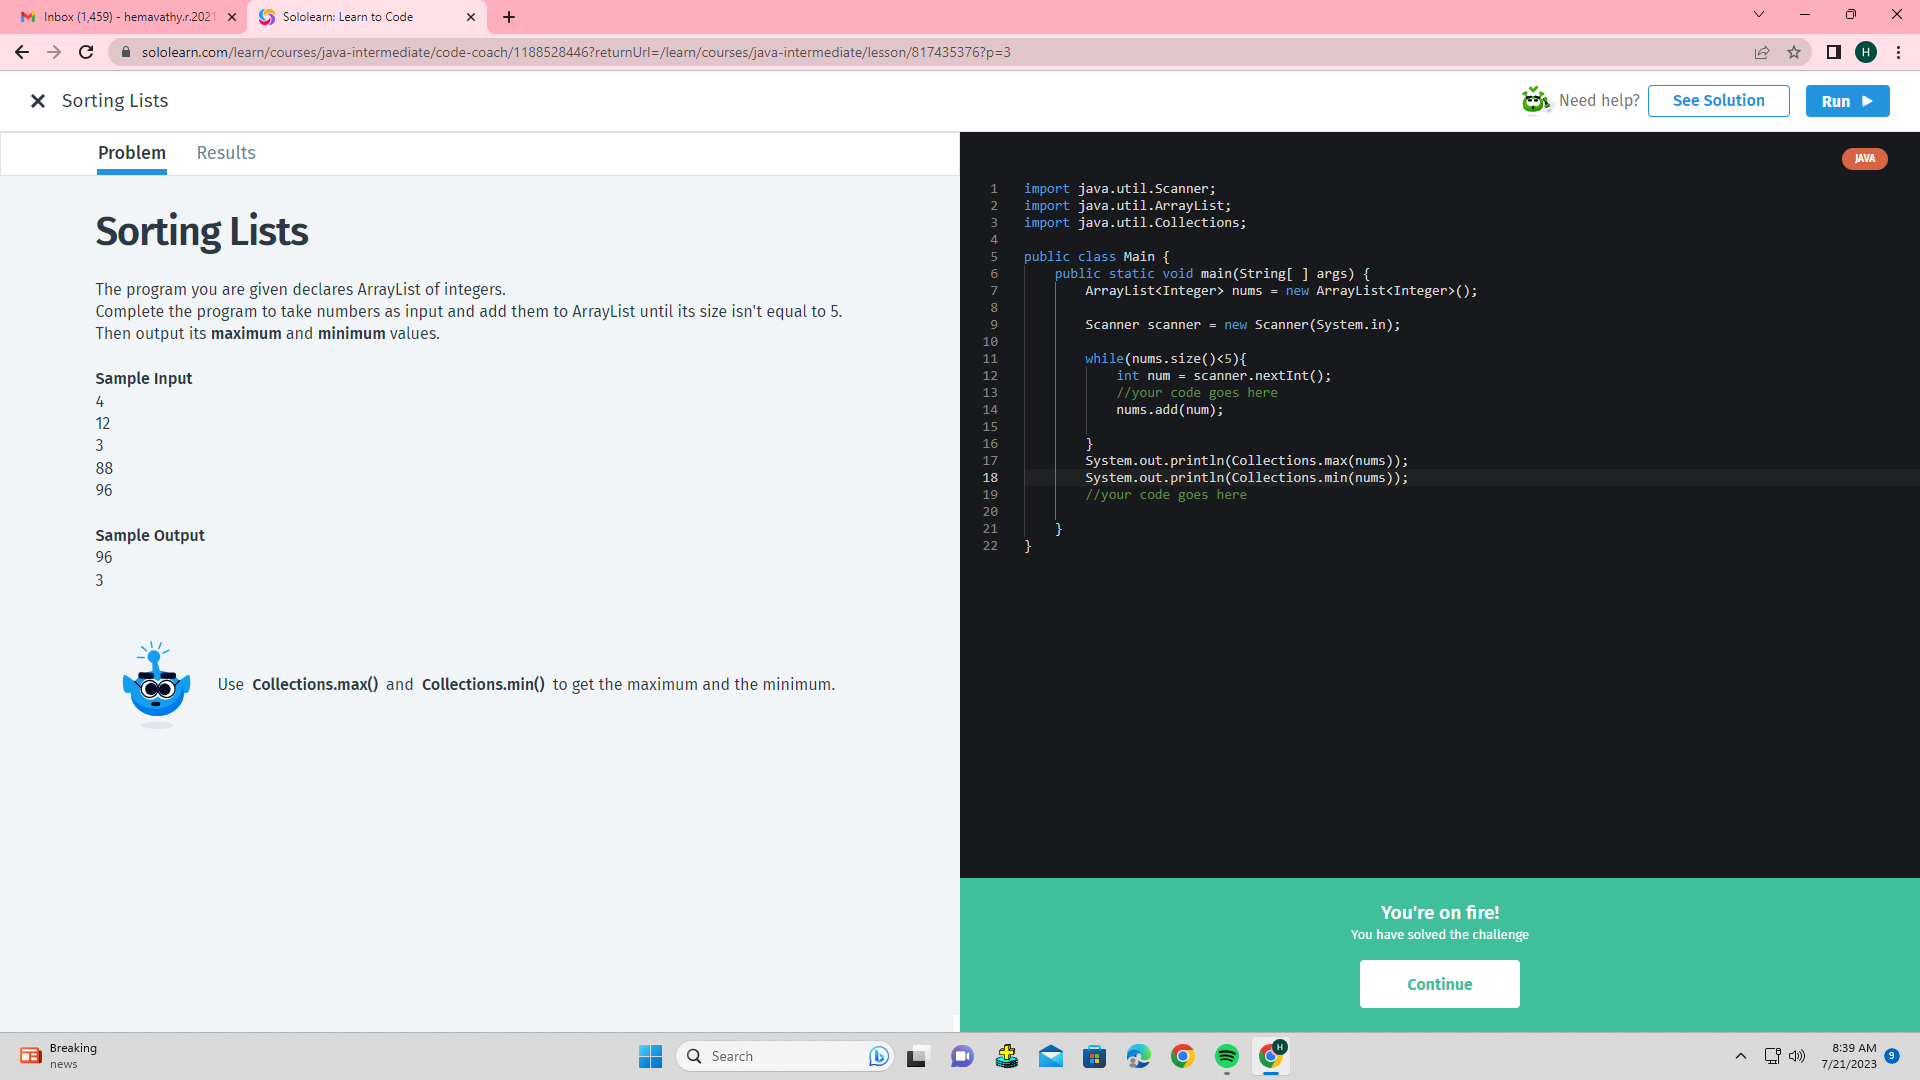 Inbox (1,459) - hemavathy.r.2021
Sololearn: Learn to Code
sololearn.com/learn/courses/java-intermediate/code-coach/1188528446?returnUrl=/learn/courses/java-intermediate/lesson/817435376?p=3
H
Sorting Lists
Need help?
See Solution
Run
Problem
Results
Sorting Lists
The program you are given declares ArrayList of integers.
Complete the program to take numbers as input and add them to ArrayList until its size isn't equal to 5.
Then output its maximum and minimum values.
Sample Input
4
12
3
88
96
Sample Output
96
3
Use Collections.max() and Collections.min() to get the maximum and the minimum.
JAVA
1 import java.util.Scanner;
2 import java.util.ArrayList;
3 import java.util.Collections;
4
5 public class Main {
6 public static void main(String[ ] args) {
7 ArrayList<Integer> nums = new ArrayList<Integer>();
8
9 Scanner scanner = new Scanner(System.in);
10
11 while(nums.size()<5){
12 int num = scanner.nextInt();
13 //your code goes here
14 nums.add(num);
15
16 }
17 System.out.println(Collections.max(nums));
18 System.out.println(Collections.min(nums));
19 //your code goes here
20
21 }
22 }
You're on fire!
You have solved the challenge
Continue
Breaking
news
Search
H
8:39 AM
7/21/2023
9